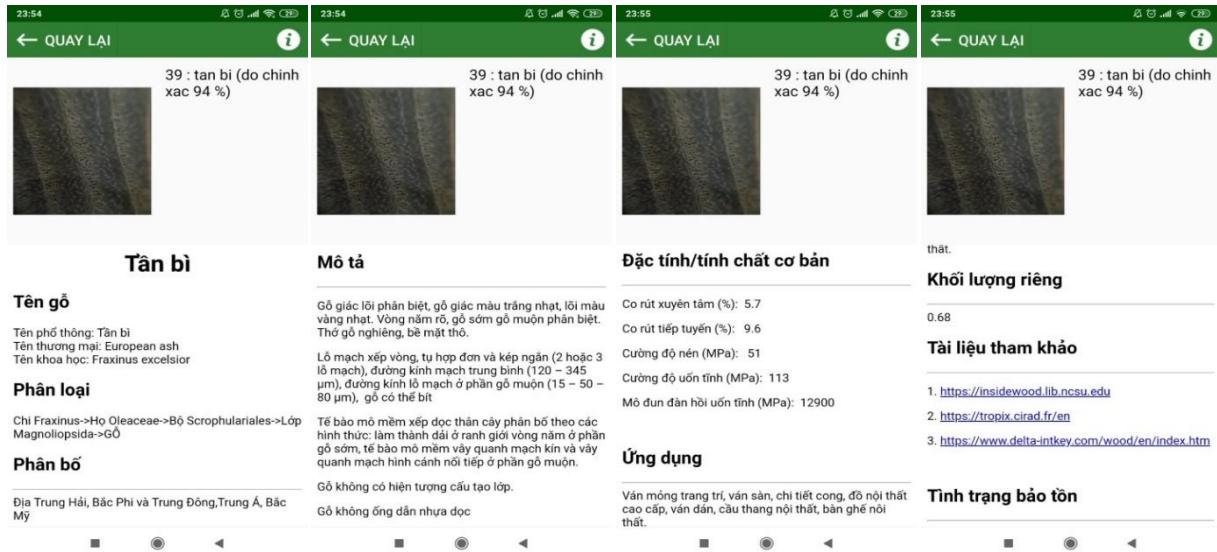 23:54
29
QUAY LẠI
i
39 : tan bi (do chinh
xac 94 %)
Tần bì
Tên gỗ
Tên phổ thông: Tần bì
Tên thương mại: European ash
Tên khoa học: Fraxinus excelsior
Phân loại
Chi Fraxinus->Họ Oleaceae->Bộ Scrophulariales->Lớp
Magnoliopsida->GỖ
Phân bố
Địa Trung Hải, Bắc Phi và Trung Đông,Trung Á, Bắc
Mỹ
23:54
29
QUAY LẠI
i
39 : tan bi (do chinh
xac 94 %)
Mô tả
Gỗ giác lõi phân biệt, gỗ giác màu trắng nhạt, lõi màu
vàng nhạt. Vòng năm rõ, gỗ sớm gỗ muộn phân biệt.
Thớ gỗ nghiêng, bề mặt thô.
Lỗ mạch xếp vòng, tụ hợp đơn và kép ngắn (2 hoặc 3
lỗ mạch), đường kính mạch trung bình (120 – 345
µm), đường kính lỗ mạch ở phần gỗ muộn (15 – 50 –
80 µm), gỗ có thể bít
Tế bào mô mềm xếp dọc thân cây phân bố theo các
hình thức: làm thành dải ở ranh giới vòng năm ở phần
gỗ sớm, tế bào mô mềm vây quanh mạch kín và vây
quanh mạch hình cánh nối tiếp ở phần gỗ muộn.
Gỗ không có hiện tượng cấu tạo lớp.
Gỗ không ống dẫn nhựa dọc
23:55
29
QUAY LẠI
i
39 : tan bi (do chinh
xac 94 %)
Đặc tính/tính chất cơ bản
Co rút xuyên tâm (%): 5.7
Co rút tiếp tuyến (%): 9.6
Cường độ nén (MPa): 51
Cường độ uốn tĩnh (MPa): 113
Mô đun đàn hồi uốn tĩnh (MPa): 12900
Ứng dụng
Ván mỏng trang trí, ván sàn, chi tiết cong, đồ nội thất
cao cấp, ván dán, cầu thang nội thất, bàn ghế nôi
thất.
23:55
29
QUAY LẠI
i
39 : tan bi (do chinh
xac 94 %)
thất.
Khối lượng riêng
0.68
Tài liệu tham khảo
1. https://insidewood.lib.ncsu.edu
2. https://tropix.cirad.fr/en
3. https://www.delta-intkey.com/wood/en/index.htm
Tình trạng bảo tồn